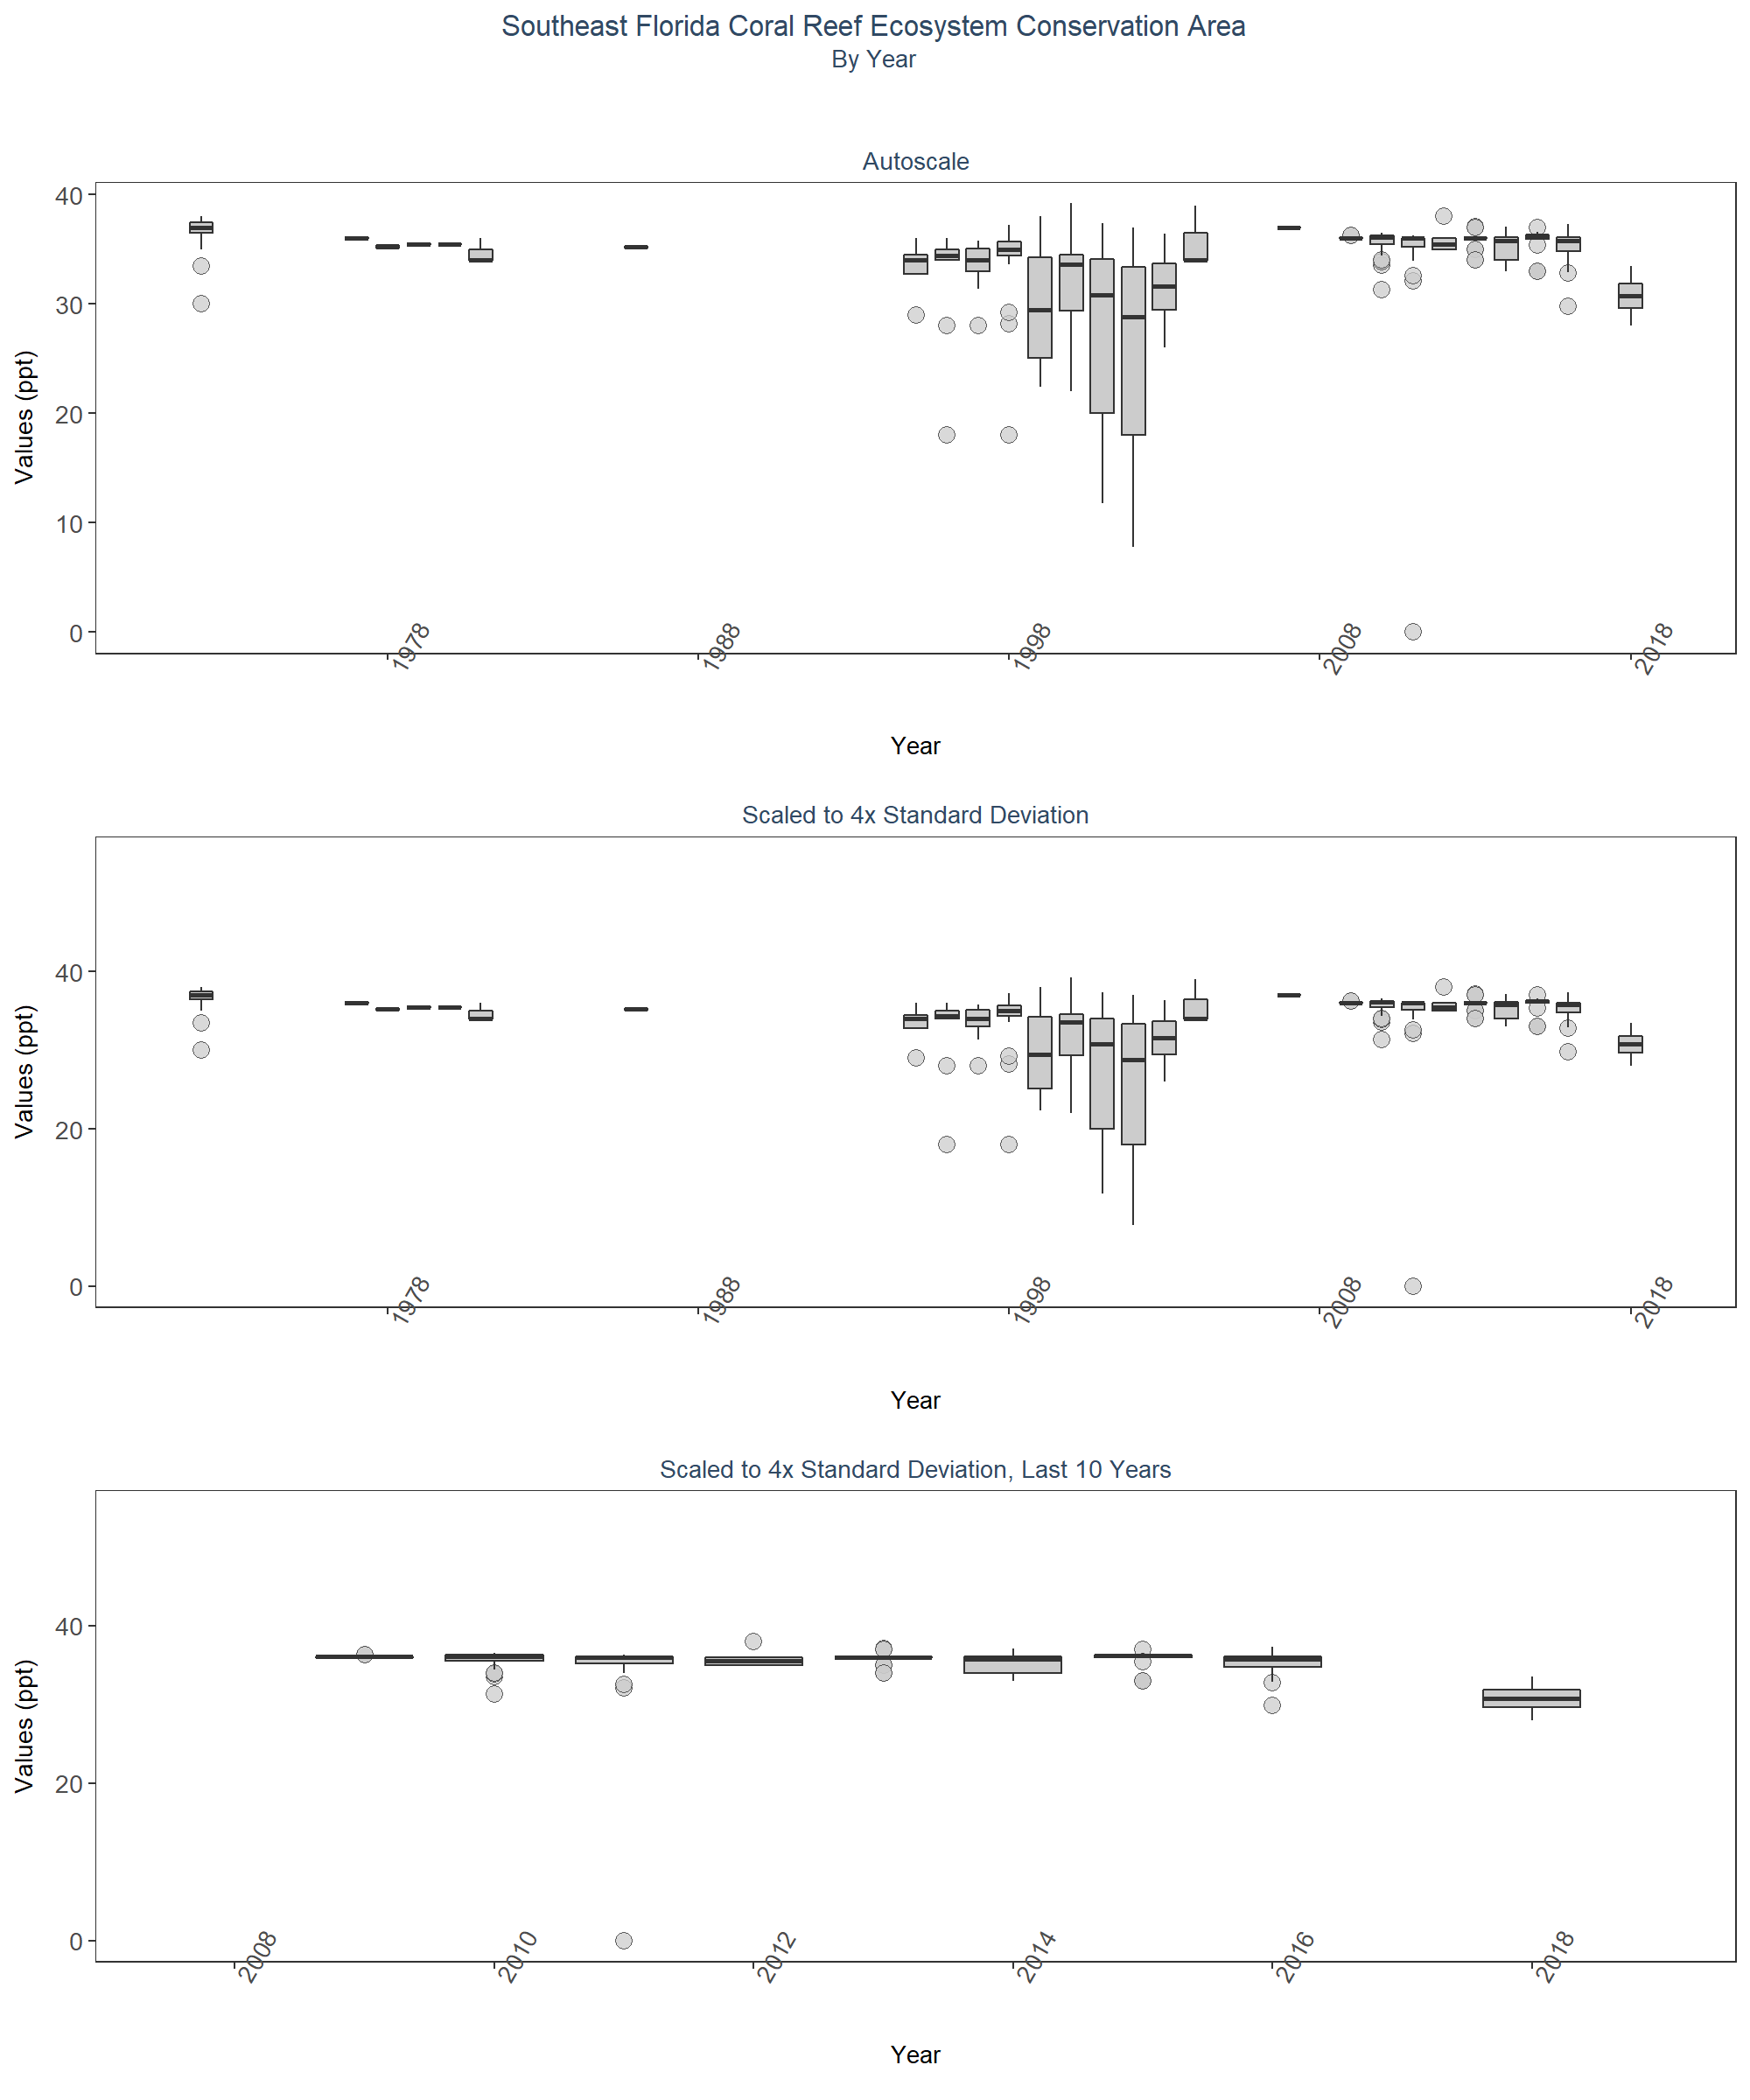 Southeast Florida Coral Reef Ecosystem Conservation Area
By Year
Autoscale
40
30
20
10
0
Values (ppt)
1978
1988
1998
2008
2018
Year
Scaled to 4x Standard Deviation
40
20
0
Values (ppt)
1978
1988
1998
2008
2018
Year
Scaled to 4x Standard Deviation, Last 10 Years
40
20
0
Values (ppt)
2008
2010
2012
2014
2016
2018
Year